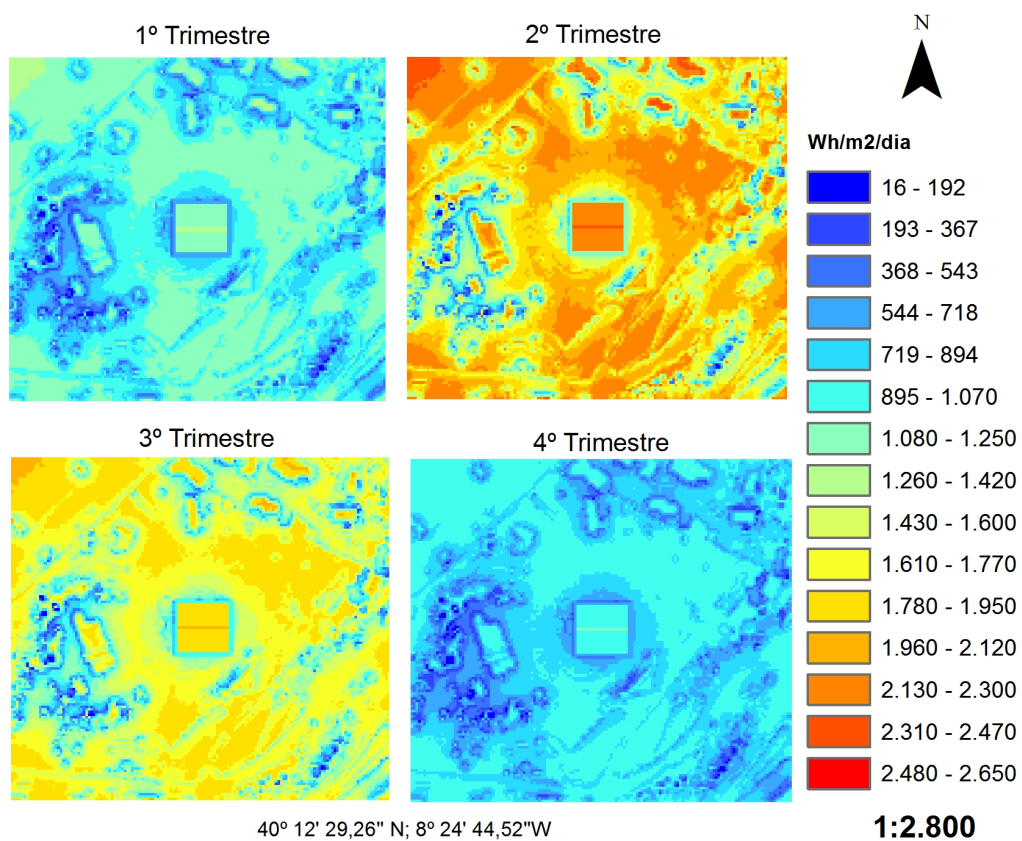 1º Trimestre
2º Trimestre
N
Wh/m2/dia
16 - 192
193 - 367
368 - 543
544 - 718
719 - 894
895 - 1.070
1.080 - 1.250
1.260 - 1.420
1.430 - 1.600
1.610 - 1.770
1.780 - 1.950
1.960 - 2.120
2.130 - 2.300
2.310 - 2.470
2.480 - 2.650
3º Trimestre
4º Trimestre
40º 12' 29,26" N; 8º 24' 44,52"W
1:2.800